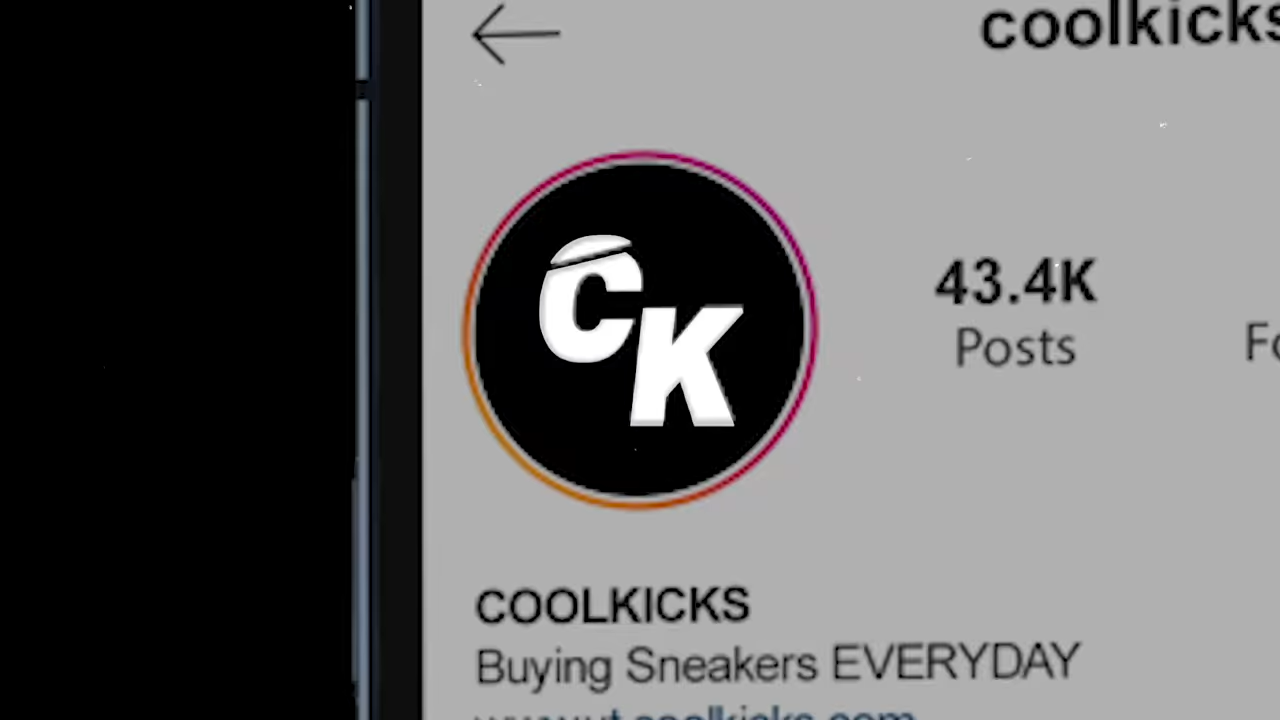 coolkicks
CK
43.4K
Posts
COOLKICKS
Buying Sneakers EVERYDAY